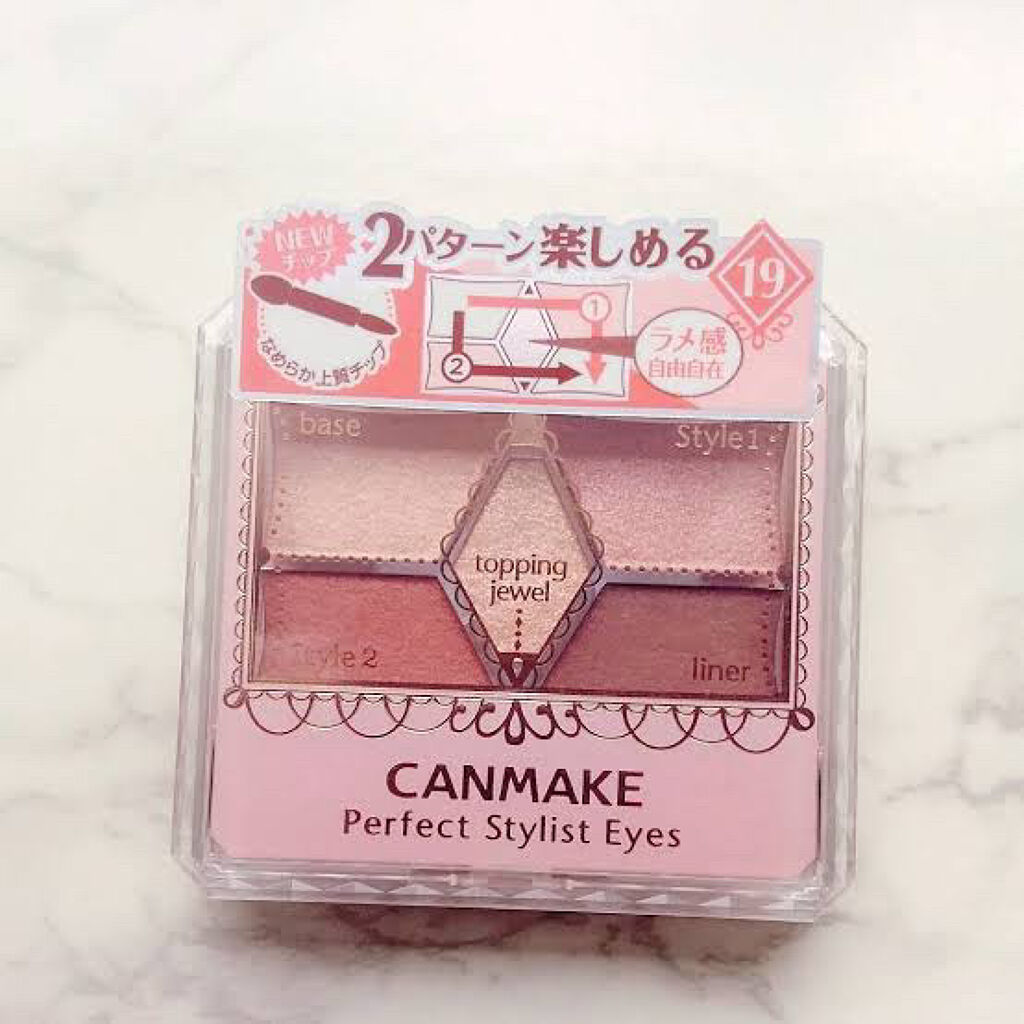 NEW
チップ
2パターン楽しめる
19
なめらか上質チップ
1
2
ラメ感
自由自在
base
Style1
topping
jewel
Style2
liner
CANMAKE
Perfect Stylist Eyes